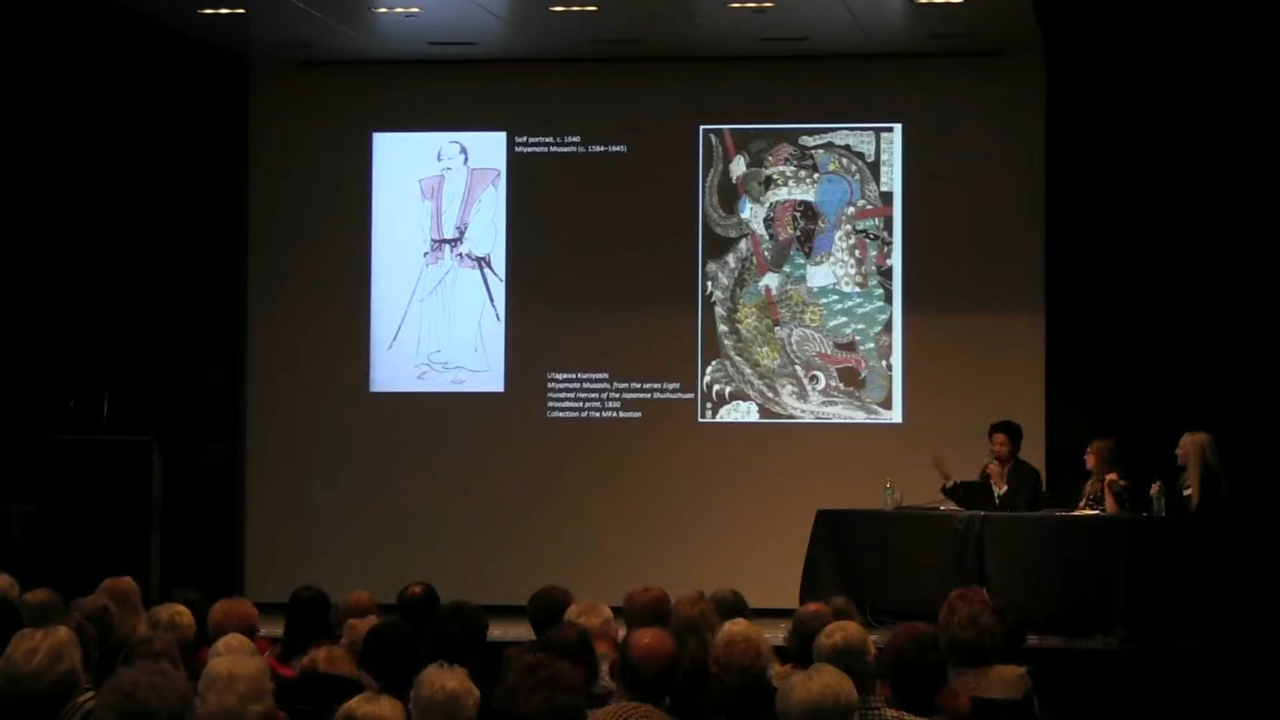 Self portrait, c. 1640
Miyamoto Musashi (c. 1584–1645)
Utagawa Kuniyoshi
Miyamoto Musashi, from the series Eight
Hundred Heroes of the Japanese Shuihuzhuan
Woodblock print, 1830
Collection of the MFA Boston